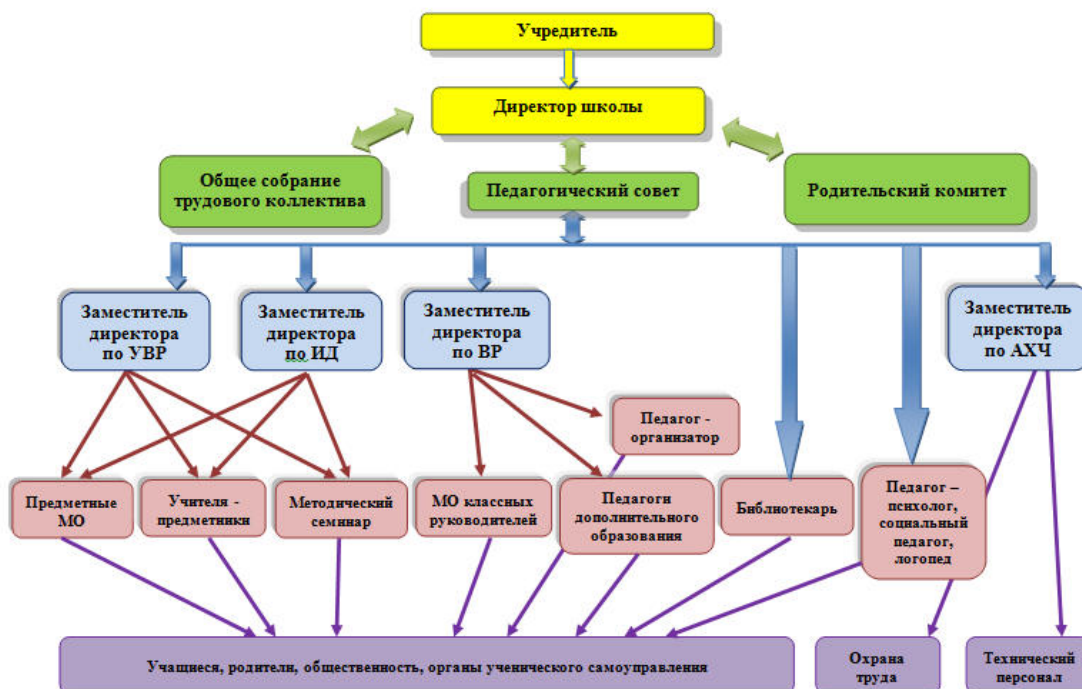 Учредитель
Директор школы
Общее собрание
трудового коллектива
Педагогический совет
Родительский комитет
Заместитель
директора
по УВР
Заместитель
директора
по ИД
Заместитель
директора
по ВР
Заместитель
директора
по АХЧ
Педагог -
организатор
Предметные
МО
Учителя -
предметники
Методический
семинар
МО классных
руководителей
Педагоги
дополнительного
образования
Библиотекарь
Педагог –
психолог,
социальный
педагог,
логопед
Учащиеся, родители, общественность, органы ученического самоуправления
Охрана
труда
Технический
персонал